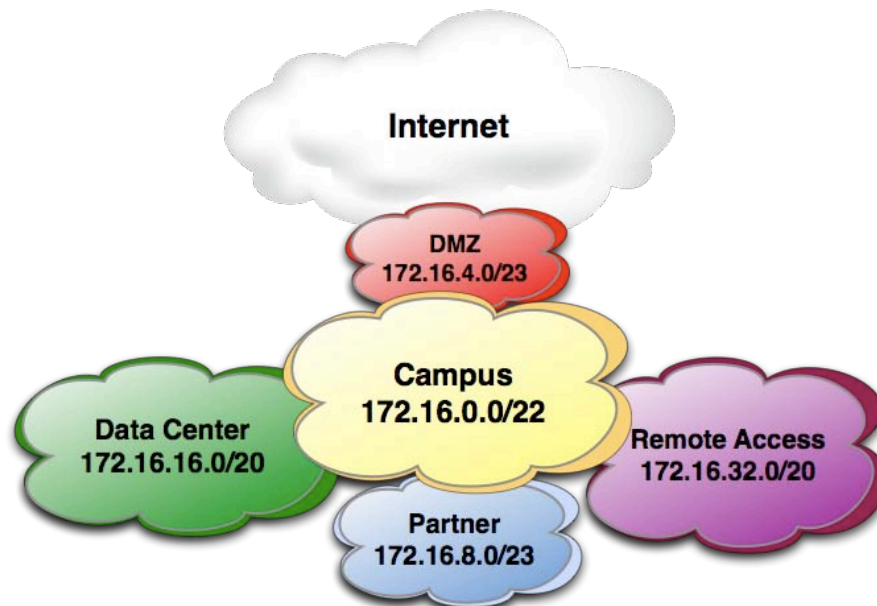 Internet
DMZ
172.16.4.0/23
Campus
172.16.0.0/22
Data Center
172.16.16.0/20
Remote Access
172.16.32.0/20
Partner
172.16.8.0/23